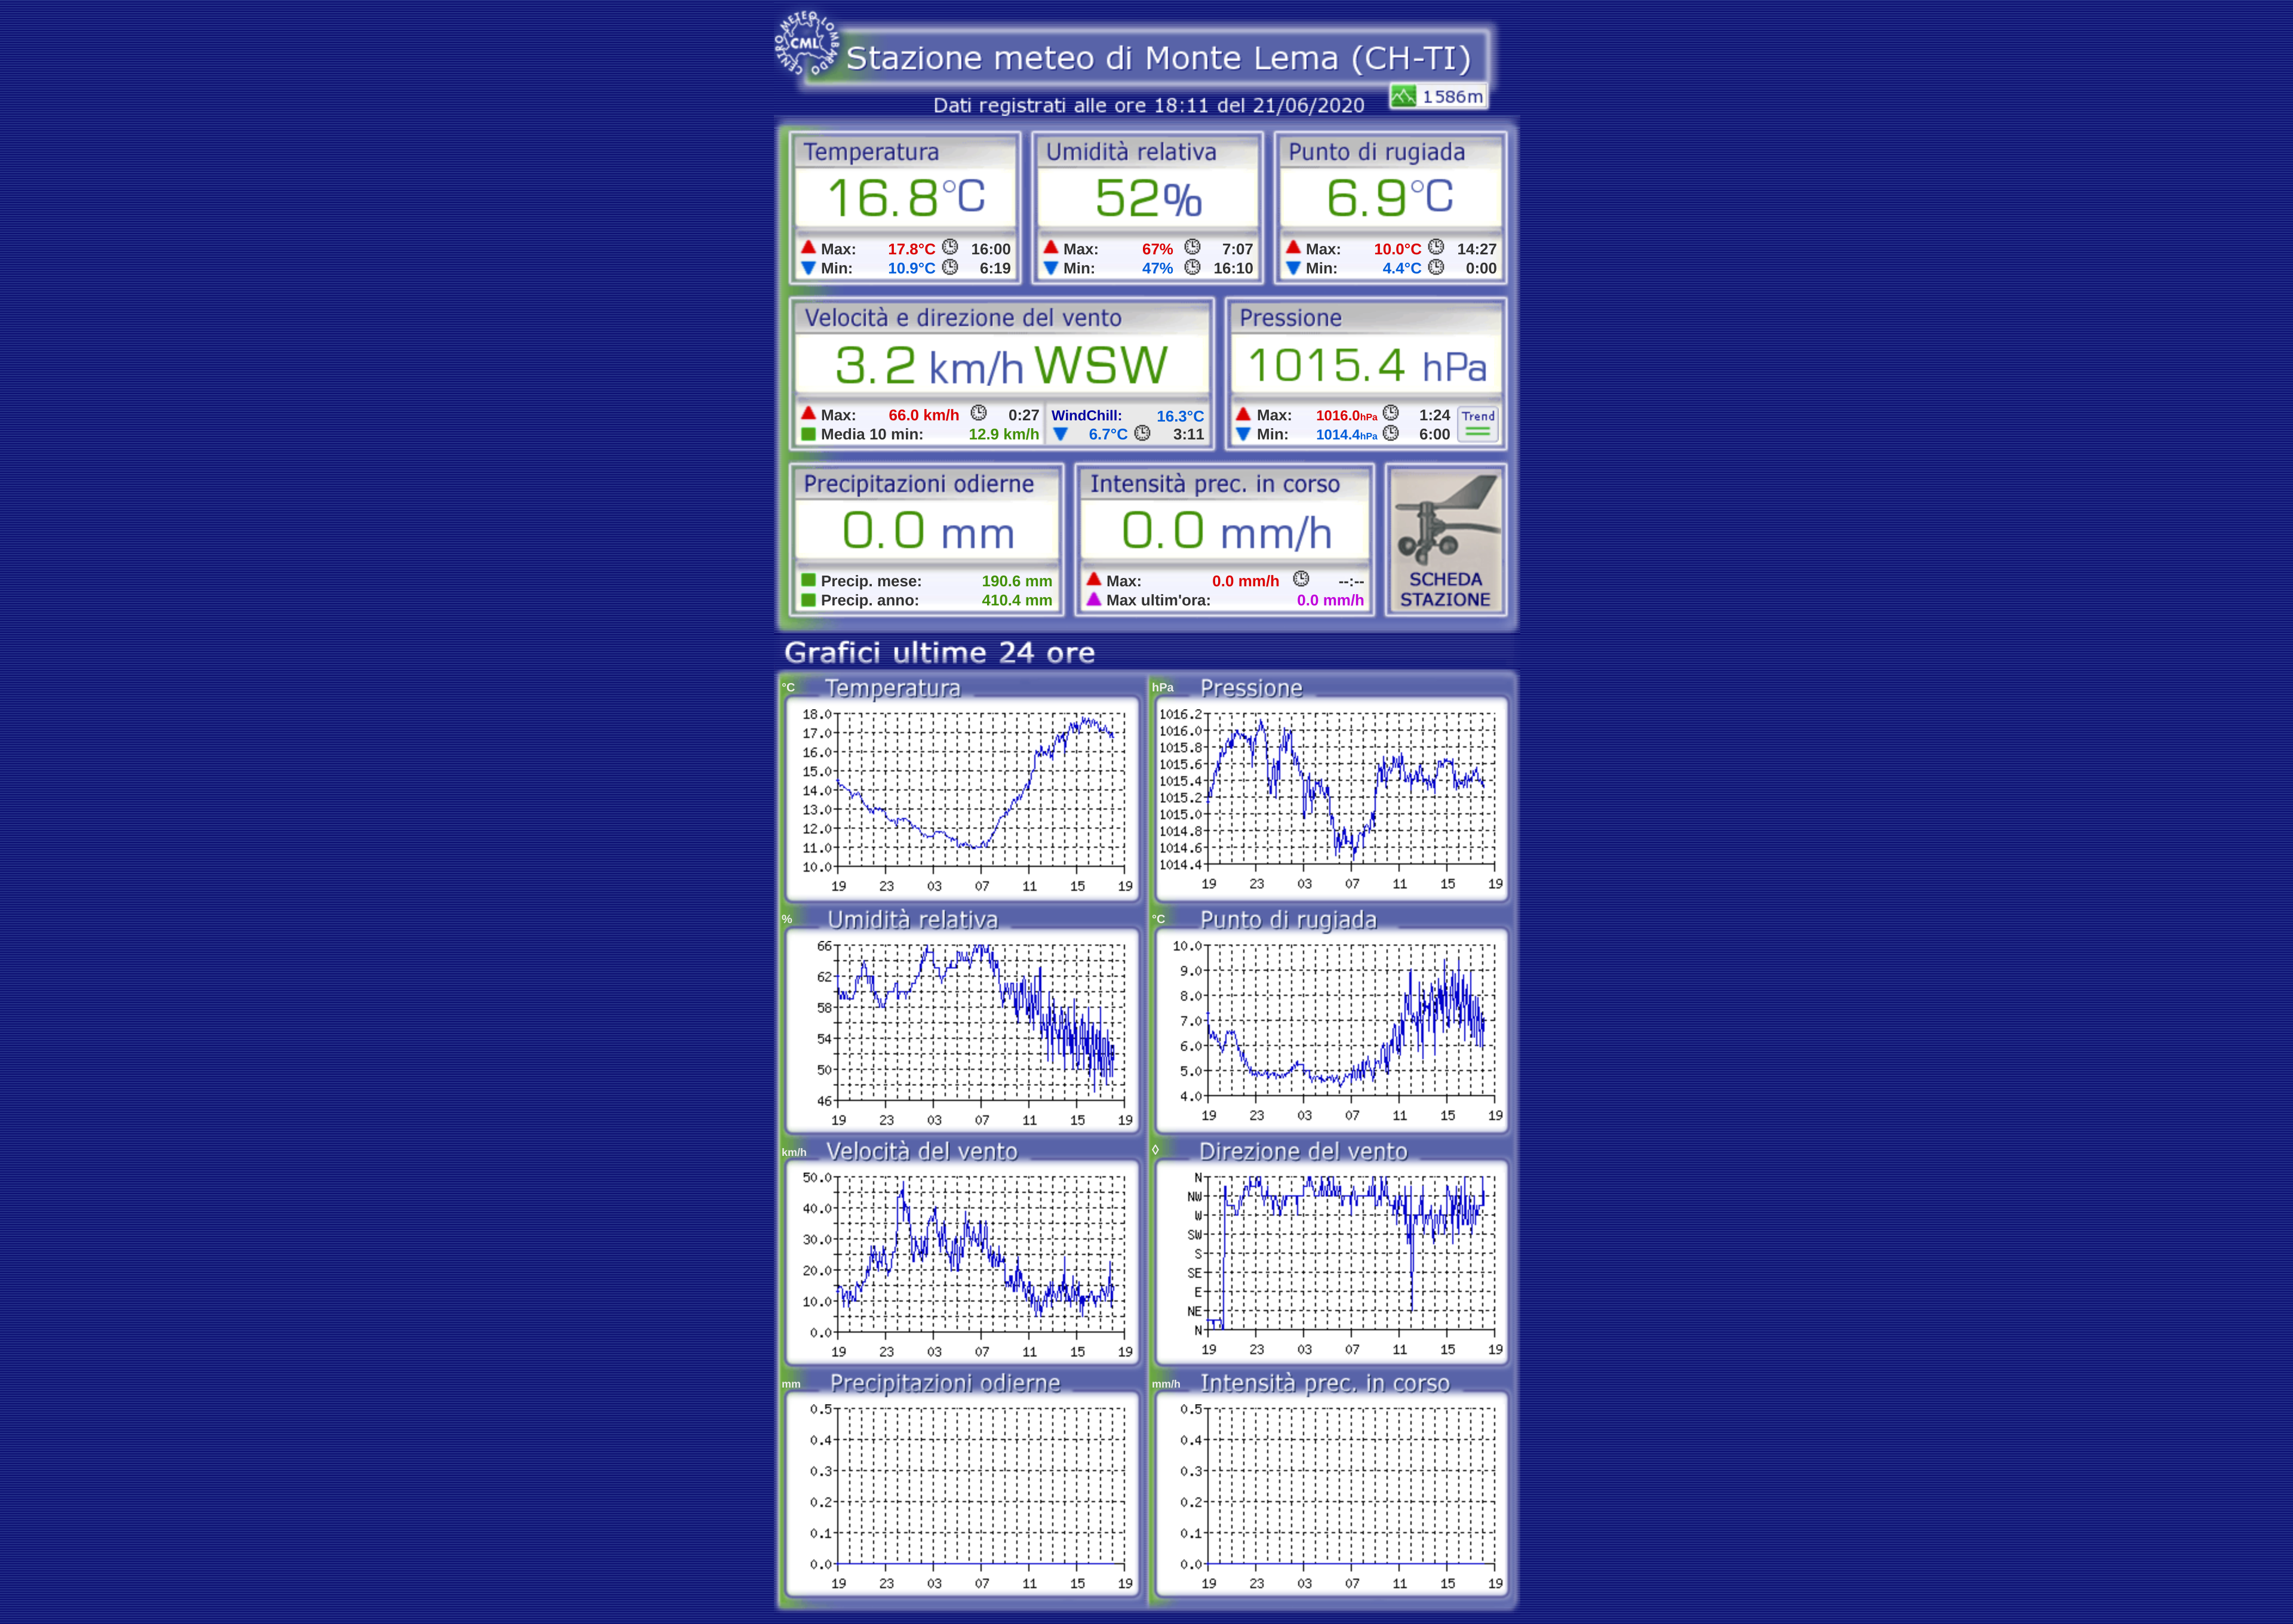 CENTRO METEO LOMBARDO
CML
Stazione meteo di Monte Lema (CH-TI)
Dati registrati alle ore 18:11 del 21/06/2020
1586m
Temperatura
16.8°C
Max: 17.8°C 16:00
Min: 10.9°C 6:19
Umidità relativa
52%
Max: 67% 7:07
Min: 47% 16:10
Punto di rugiada
6.9°C
Max: 10.0°C 14:27
Min: 4.4°C 0:00
Velocità e direzione del vento
3.2 km/h WSW
Max: 66.0 km/h 0:27
Media 10 min: 12.9 km/h
WindChill: 16.3°C
6.7°C 3:11
Pressione
1015.4 hPa
Max: 1016.0hPa 1:24
Min: 1014.4hPa 6:00
Trend
Precipitazioni odierne
0.0 mm
Precip. mese: 190.6 mm
Precip. anno: 410.4 mm
Intensità prec. in corso
0.0 mm/h
Max: 0.0 mm/h --:--
Max ultim'ora: 0.0 mm/h
SCHEDA
STAZIONE
Grafici ultime 24 ore
°C Temperatura
18.0
17.0
16.0
15.0
14.0
13.0
12.0
11.0
10.0
19 23 03 07 11 15 19
hPa Pressione
1016.2
1016.0
1015.8
1015.6
1015.4
1015.2
1015.0
1014.8
1014.6
1014.4
19 23 03 07 11 15 19
% Umidità relativa
66
62
58
54
50
46
19 23 03 07 11 15 19
°C Punto di rugiada
10.0
9.0
8.0
7.0
6.0
5.0
4.0
19 23 03 07 11 15 19
km/h Velocità del vento
50.0
40.0
30.0
20.0
10.0
0.0
19 23 03 07 11 15 19
◊ Direzione del vento
N
NW
W
SW
S
SE
E
NE
N
19 23 03 07 11 15 19
mm Precipitazioni odierne
0.5
0.4
0.3
0.2
0.1
0.0
19 23 03 07 11 15 19
mm/h Intensità prec. in corso
0.5
0.4
0.3
0.2
0.1
0.0
19 23 03 07 11 15 19